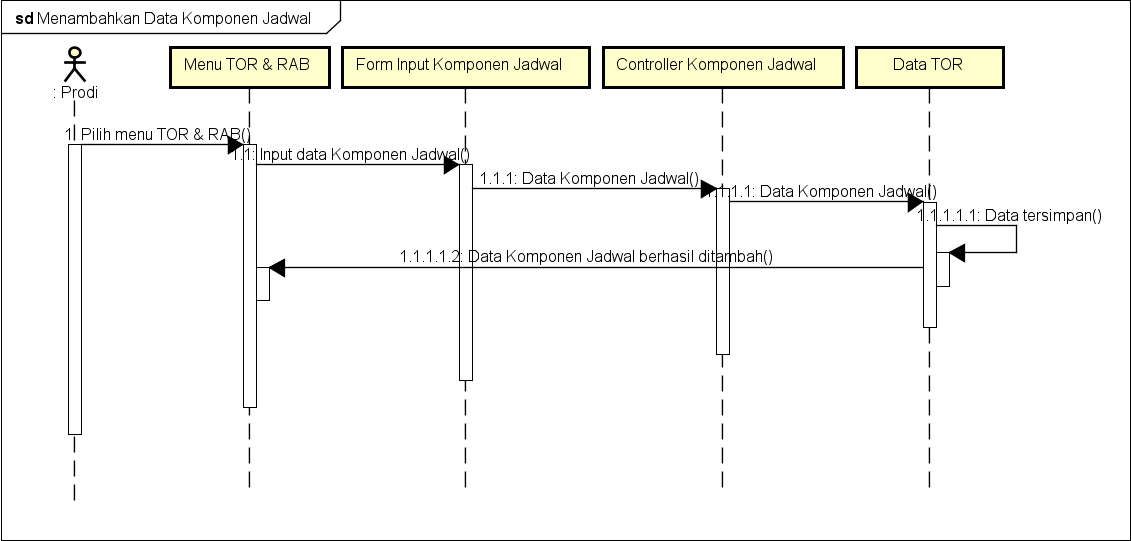 sd Menambahkan Data Komponen Jadwal
: Prodi
Menu TOR & RAB
Form Input Komponen Jadwal
Controller Komponen Jadwal
Data TOR
1: Pilih menu TOR & RAB()
1.1: Input data Komponen Jadwal()
1.1.1: Data Komponen Jadwal()
1.1.1.1: Data Komponen Jadwal()
1.1.1.1.1: Data tersimpan()
1.1.1.1.2: Data Komponen Jadwal berhasil ditambah()